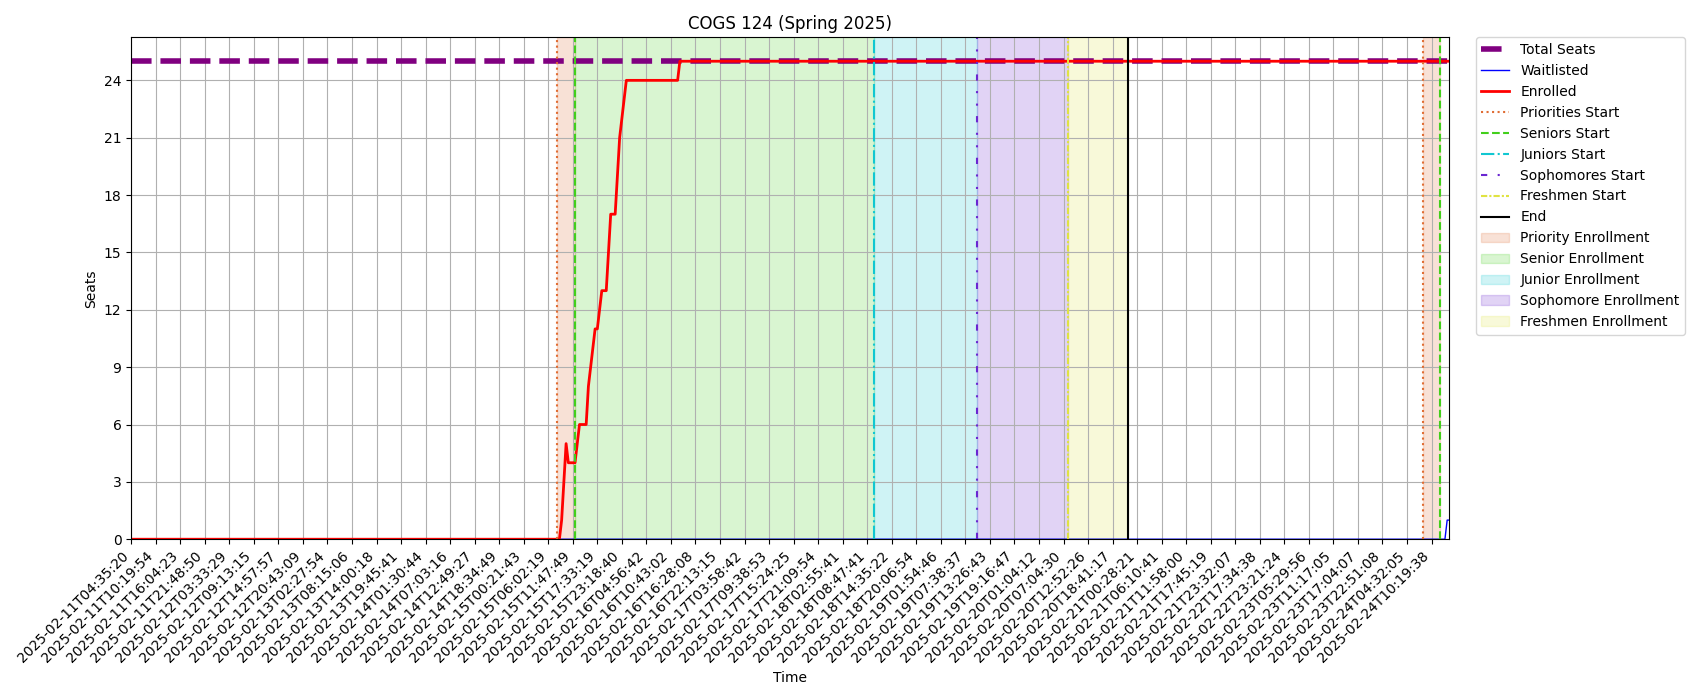 COGS 124 (Spring 2025)
Seats
24
21
18
15
12
9
6
3
0
2025-02-11T04:35:20
2025-02-11T10:19:54
2025-02-11T16:04:23
2025-02-11T21:48:50
2025-02-12T03:33:29
2025-02-12T09:13:15
2025-02-12T14:57:57
2025-02-12T20:43:09
2025-02-13T02:27:54
2025-02-13T08:15:06
2025-02-13T14:00:18
2025-02-13T19:45:41
2025-02-14T01:30:44
2025-02-14T07:03:16
2025-02-14T12:49:27
2025-02-14T18:34:49
2025-02-15T00:21:43
2025-02-15T06:02:19
2025-02-15T11:47:49
2025-02-15T17:33:19
2025-02-15T23:18:40
2025-02-16T04:56:42
2025-02-16T10:43:02
2025-02-16T16:28:08
2025-02-16T22:13:15
2025-02-17T03:58:42
2025-02-17T09:38:53
2025-02-17T15:24:25
2025-02-17T21:09:54
2025-02-18T02:55:41
2025-02-18T08:47:41
2025-02-18T14:35:22
2025-02-18T20:06:54
2025-02-19T01:54:46
2025-02-19T07:38:37
2025-02-19T13:26:43
2025-02-19T19:16:47
2025-02-20T01:04:12
2025-02-20T07:04:30
2025-02-20T12:52:26
2025-02-20T18:41:17
2025-02-21T00:28:21
2025-02-21T06:10:41
2025-02-21T11:58:00
2025-02-21T17:45:19
2025-02-21T23:32:07
2025-02-22T17:34:38
2025-02-22T23:21:24
2025-02-23T05:29:56
2025-02-23T11:17:05
2025-02-23T17:04:07
2025-02-23T22:51:08
2025-02-24T04:32:05
2025-02-24T10:19:38
Time
Total Seats
Waitlisted
Enrolled
Priorities Start
Seniors Start
Juniors Start
Sophomores Start
Freshmen Start
End
Priority Enrollment
Senior Enrollment
Junior Enrollment
Sophomore Enrollment
Freshmen Enrollment